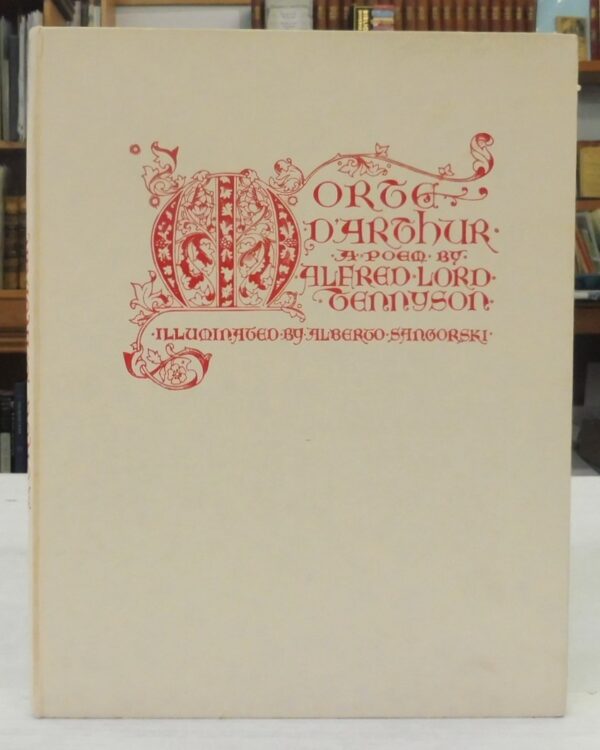 MORTE
D'ARTHUR·
·A·POEM·BY·
ALFRED·LORD·
TENNYSON·
·ILLUMINATED·BY·ALBERTO·SANGORSKI·